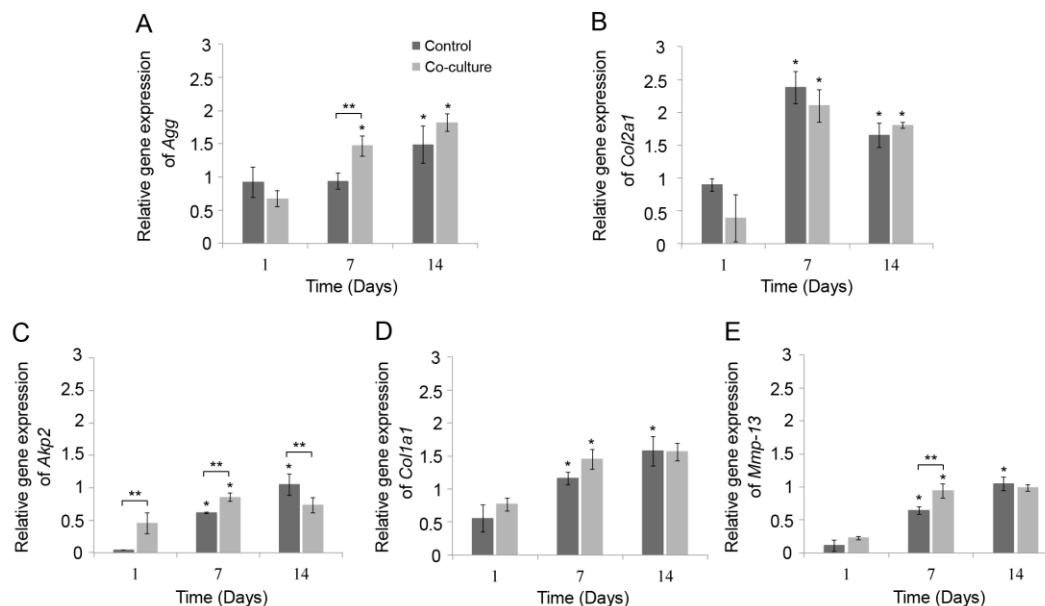 A
Relative gene expression
of Agg
3
2.5
2
1.5
1
0.5
0
Control
Co-culture
**
*
*
*
1 7 14
Time (Days)
B
Relative gene expression
of Col2a1
3
2.5
2
1.5
1
0.5
0
*
*
*
*
1 7 14
Time (Days)
C
Relative gene expression
of Akp2
3
2.5
2
1.5
1
0.5
0
**
**
*
*
**
*
1 7 14
Time (Days)
D
Relative gene expression
of Col1a1
3
2.5
2
1.5
1
0.5
0
*
*
*
1 7 14
Time (Days)
E
Relative gene expression
of Mmp-13
3
2.5
2
1.5
1
0.5
0
**
*
*
*
1 7 14
Time (Days)